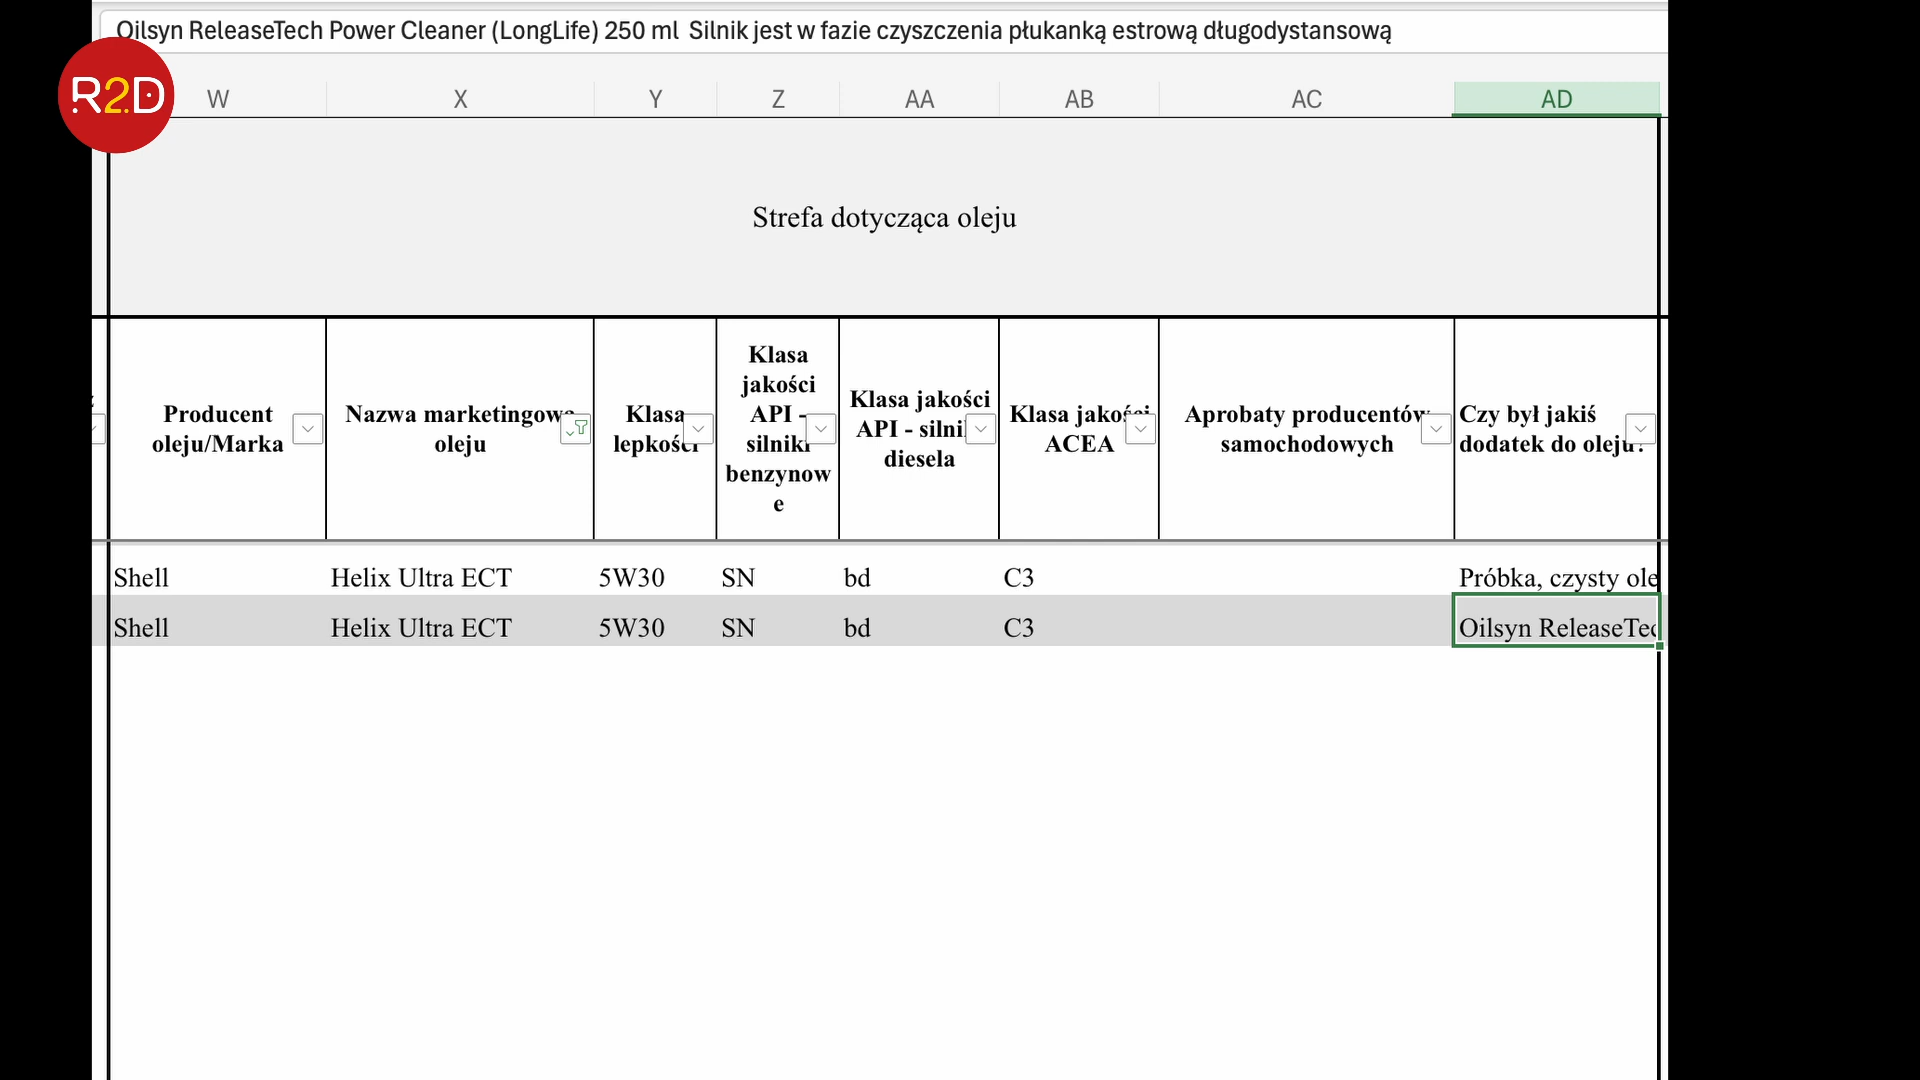 Oilsyn ReleaseTech Power Cleaner (LongLife) 250 ml  Silnik jest w fazie czyszczenia płukanką estrową długodystansową
R2D
W X Y Z AA AB AC AD
Strefa dotycząca oleju
Producent
oleju/Marka
Nazwa marketingowa
oleju
Klasa
lepkości
Klasa
jakości
API -
silniki
benzynow
e
Klasa jakości
API - silniki
diesela
Klasa jakości
ACEA
Aprobaty producentów
samochodowych
Czy był jakiś
dodatek do oleju?
Shell Helix Ultra ECT 5W30 SN bd C3 Próbka, czysty ole
Shell Helix Ultra ECT 5W30 SN bd C3 Oilsyn ReleaseTec